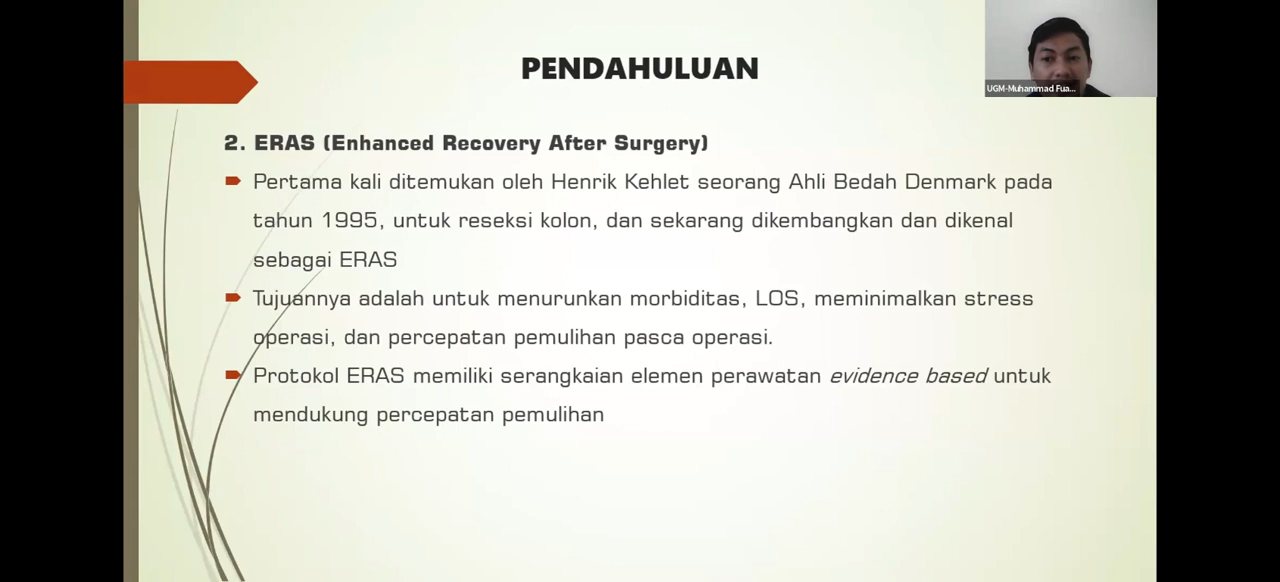 PENDAHULUAN
UGM-Muhammad Fua...
2. ERAS (Enhanced Recovery After Surgery)
Pertama kali ditemukan oleh Henrik Kehlet seorang Ahli Bedah Denmark pada
tahun 1995, untuk reseksi kolon, dan sekarang dikembangkan dan dikenal
sebagai ERAS
Tujuannya adalah untuk menurunkan morbiditas, LOS, meminimalkan stress
operasi, dan percepatan pemulihan pasca operasi.
Protokol ERAS memiliki serangkaian elemen perawatan evidence based untuk
mendukung percepatan pemulihan